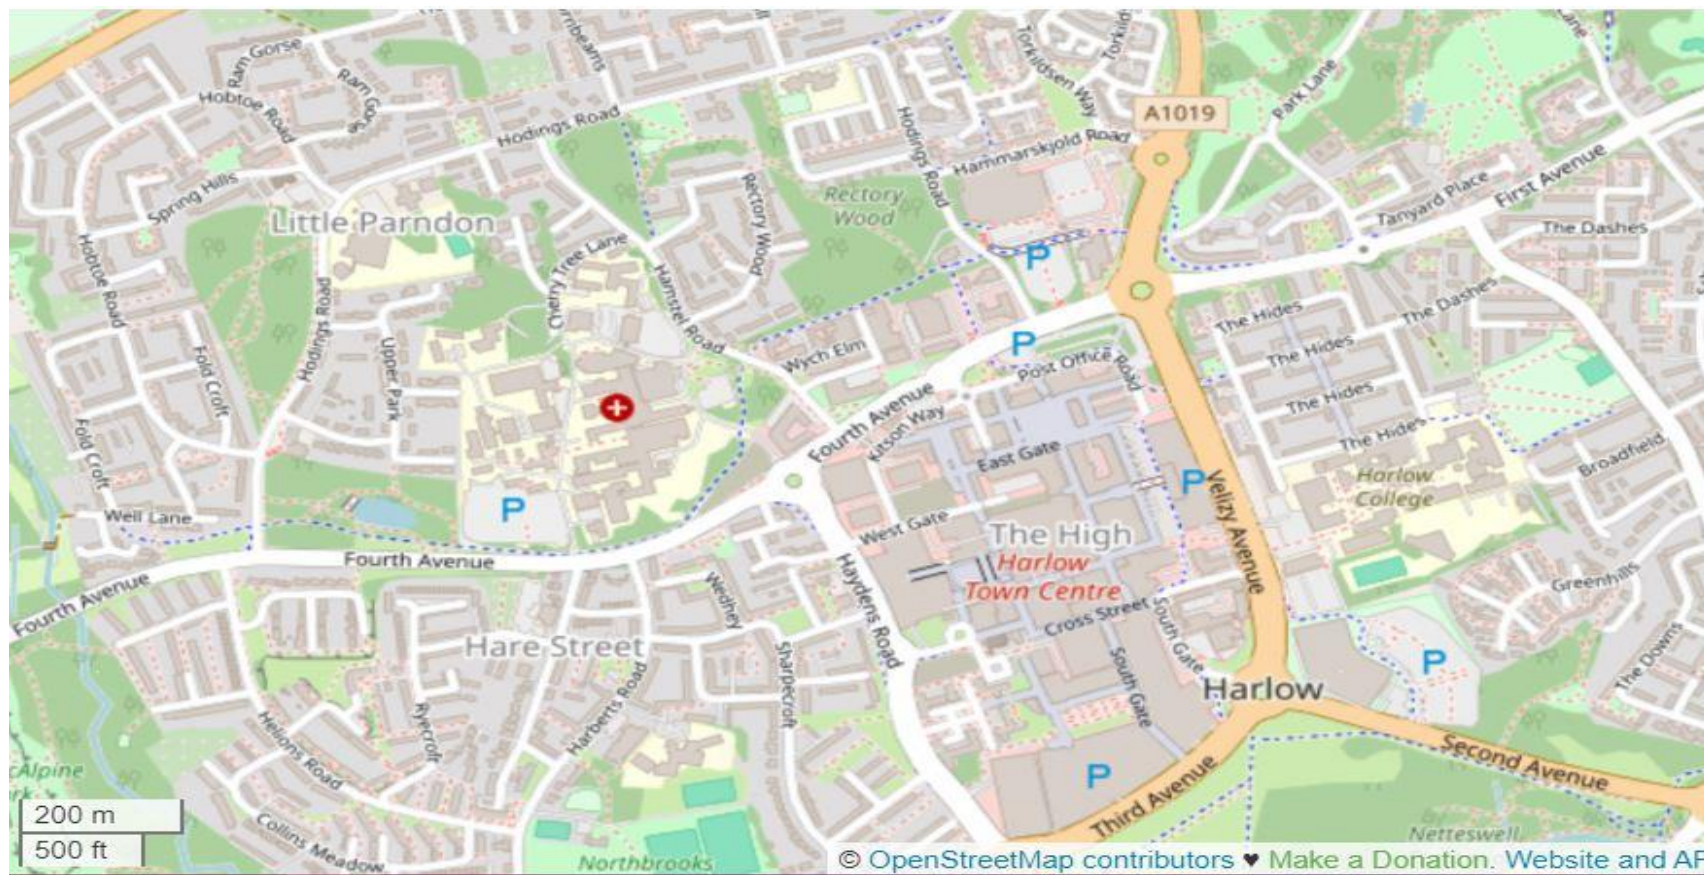 Ram Gorse
Ram Gorse
Hobtoe Road
Hodings Road
Torkildsen Way
Park Lane
Lane
A1019
Hammarskjold Road
Hodings Road
Rectory
Wood
Rectory Wood
Spring Hills
Little Parndon
Cherry Tree Lane
Hamstel Road
Tanyard Place
First Avenue
The Dashes
The Dashes
Hobtoe Road
Hodings Road
P
P
Wych Elm
Post Office Road
The Hides
The Hides
The Hides
The Hides
Fold Croft
Upper Park
Fold Croft
Fourth Avenue
Kitson Way
East Gate
P
Velizy Avenue
Harlow
College
Broadfield
Well Lane
P
West Gate
The High
Harlow
Town Centre
Fourth Avenue
Fourth Avenue
Haydens Road
Wedhey
Greenhills
Cross Street
South Gate
South Gate
Hare Street
Sharpecroft
Harberts Road
Ryecroft
Helions Road
P
The Downs
Harlow
Second Avenue
Third Avenue
P
Collins Meadow
Northbrooks
Netteswell
200 m
500 ft
© OpenStreetMap contributors ♥ Make a Donation. Website and AP